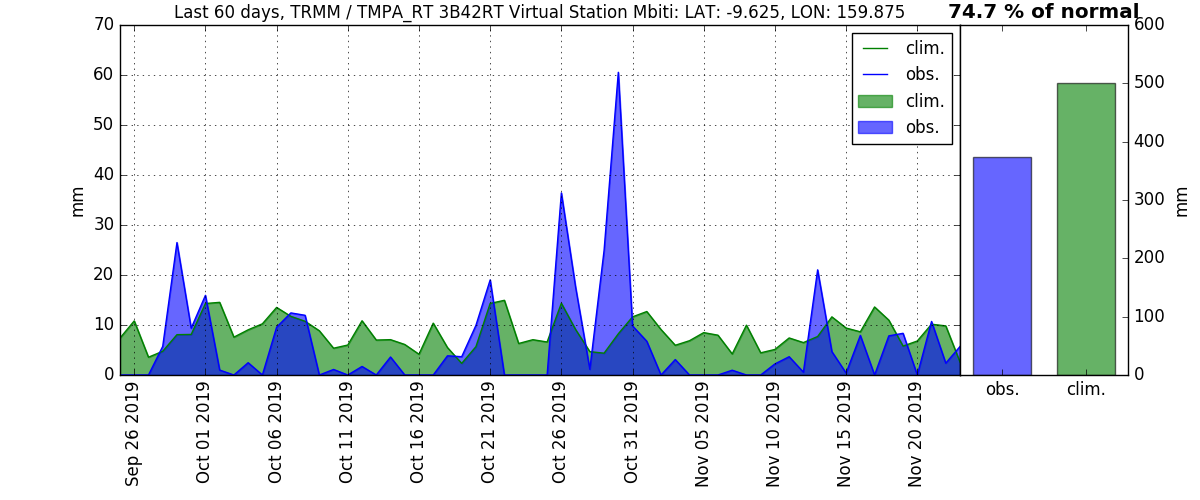 Last 60 days, TRMM / TMPA_RT 3B42RT Virtual Station Mbiti: LAT: -9.625, LON: 159.875
74.7 % of normal
70
60
50
40
30
20
10
0
mm
clim.
obs.
clim.
obs.
Sep 26 2019
Oct 01 2019
Oct 06 2019
Oct 11 2019
Oct 16 2019
Oct 21 2019
Oct 26 2019
Oct 31 2019
Nov 05 2019
Nov 10 2019
Nov 15 2019
Nov 20 2019
600
500
400
300
200
100
0
mm
obs.
clim.